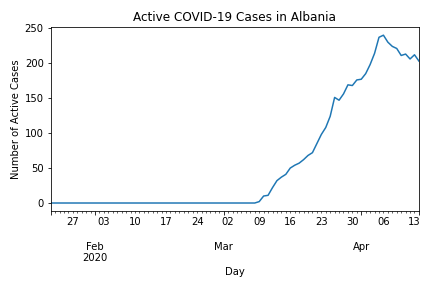 Active COVID-19 Cases in Albania
Number of Active Cases
250
200
150
100
50
0
27 03 10 17 24 02 09 16 23 30 06 13
Feb Mar Apr
2020
Day